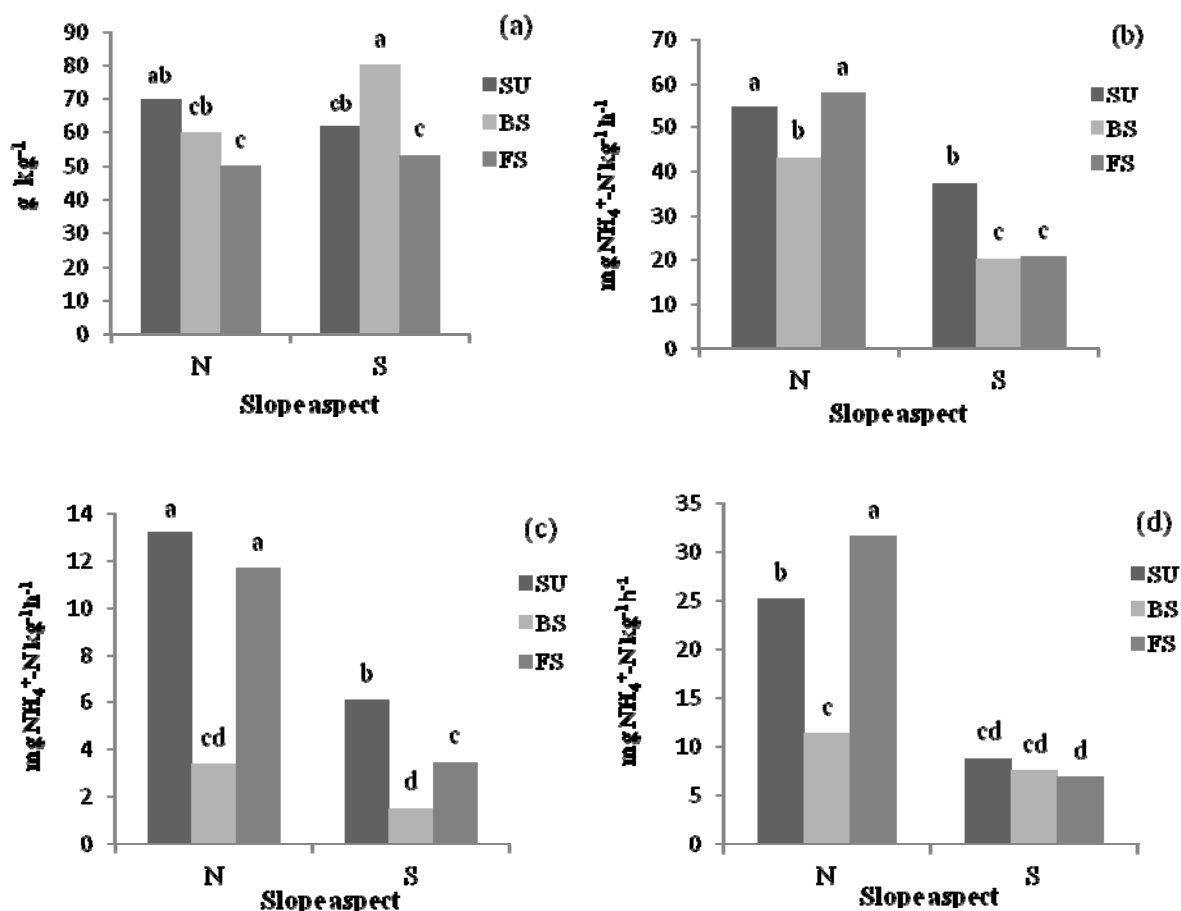 (a)
90
80
70
60
50
40
30
20
10
0
g kg⁻¹
ab
cb
c
cb
a
c
SU
BS
FS
N
S
Slope aspect
(b)
70
60
50
40
30
20
10
0
mg NH₄⁺-N kg⁻¹h⁻¹
a
b
a
b
c
c
SU
BS
FS
N
S
Slope aspect
(c)
14
12
10
8
6
4
2
0
mg NH₄⁺-N kg⁻¹h⁻¹
a
cd
a
b
d
c
SU
BS
FS
N
S
Slope aspect
(d)
35
30
25
20
15
10
5
0
mg NH₄⁺-N kg⁻¹h⁻¹
b
c
a
cd
cd
d
SU
BS
FS
N
S
Slope aspect